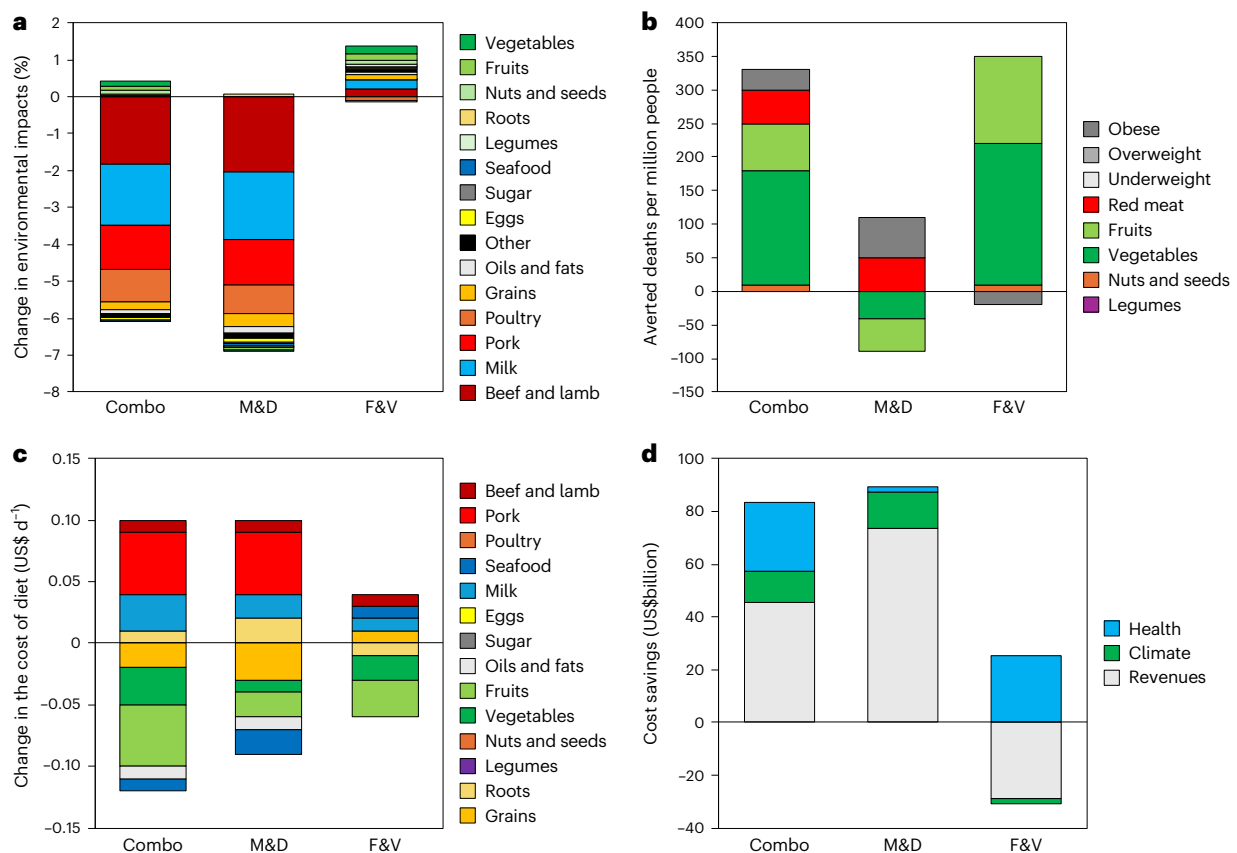 a
Change in environmental impacts (%)
2
1
0
–1
–2
–3
–4
–5
–6
–7
–8
Combo
M&D
F&V
Vegetables
Fruits
Nuts and seeds
Roots
Legumes
Seafood
Sugar
Eggs
Other
Oils and fats
Grains
Poultry
Pork
Milk
Beef and lamb
b
Averted deaths per million people
400
350
300
250
200
150
100
50
0
–50
–100
–150
Combo
M&D
F&V
Obese
Overweight
Underweight
Red meat
Fruits
Vegetables
Nuts and seeds
Legumes
c
Change in the cost of diet (US$ d⁻¹)
0.15
0.10
0.05
0
–0.05
–0.10
–0.15
Combo
M&D
F&V
Beef and lamb
Pork
Poultry
Seafood
Milk
Eggs
Sugar
Oils and fats
Fruits
Vegetables
Nuts and seeds
Legumes
Roots
Grains
d
Cost savings (US$billion)
100
80
60
40
20
0
–20
–40
Combo
M&D
F&V
Health
Climate
Revenues